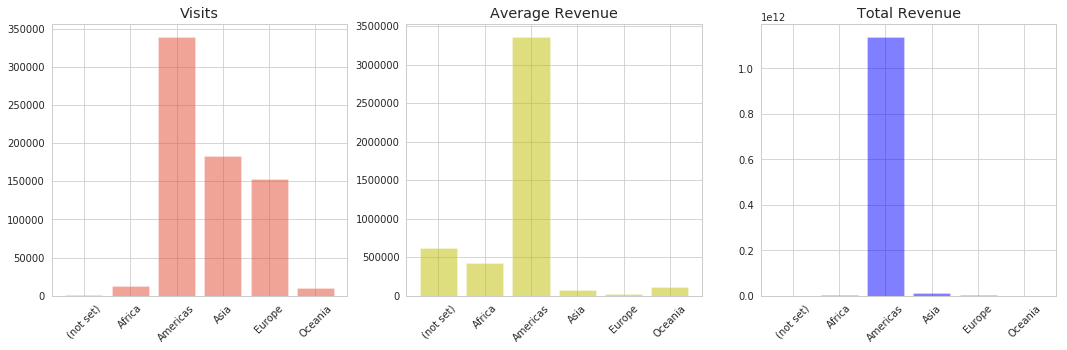 Visits
350000
300000
250000
200000
150000
100000
50000
0
(not set)
Africa
Americas
Asia
Europe
Oceania
Average Revenue
3500000
3000000
2500000
2000000
1500000
1000000
500000
0
(not set)
Africa
Americas
Asia
Europe
Oceania
Total Revenue
1e12
1.0
0.8
0.6
0.4
0.2
0.0
(not set)
Africa
Americas
Asia
Europe
Oceania